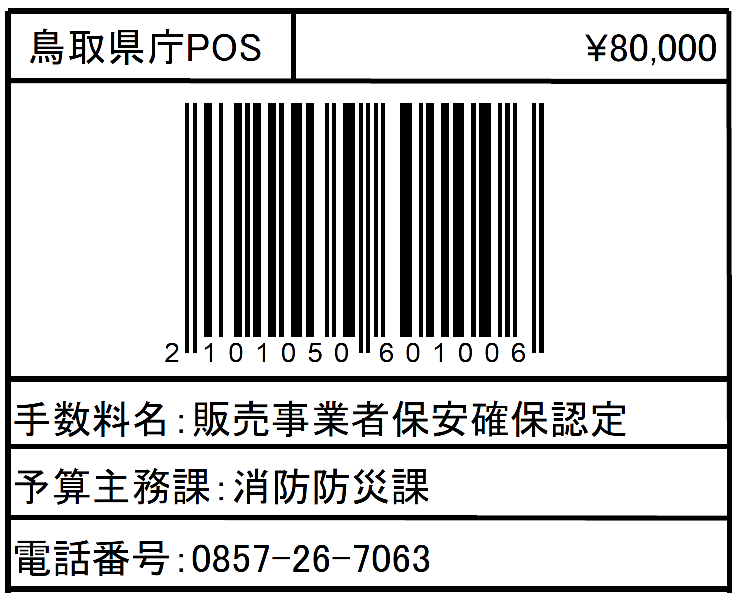 鳥取県庁POS ¥80,000
2 101050 601006
手数料名:販売事業者保安確保認定
予算主務課:消防防災課
電話番号:0857-26-7063